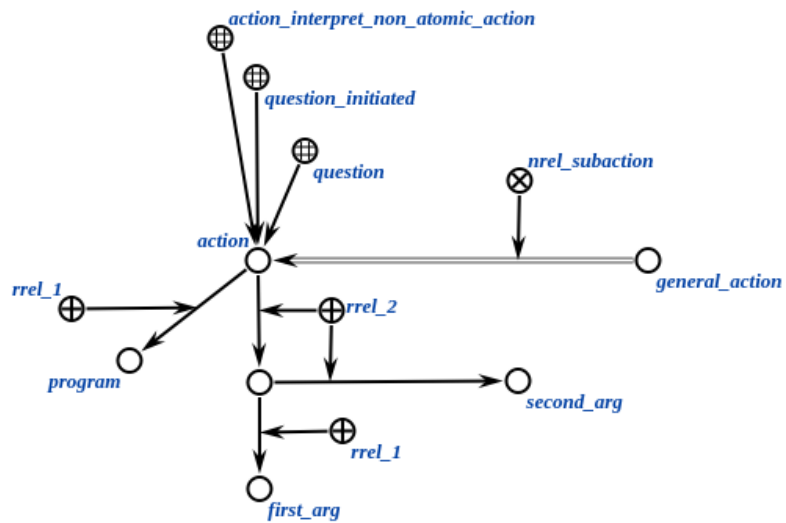 action_interpret_non_atomic_action
question_initiated
nrel_subaction
question
action
general_action
rrel_1
rrel_2
program
second_arg
rrel_1
first_arg